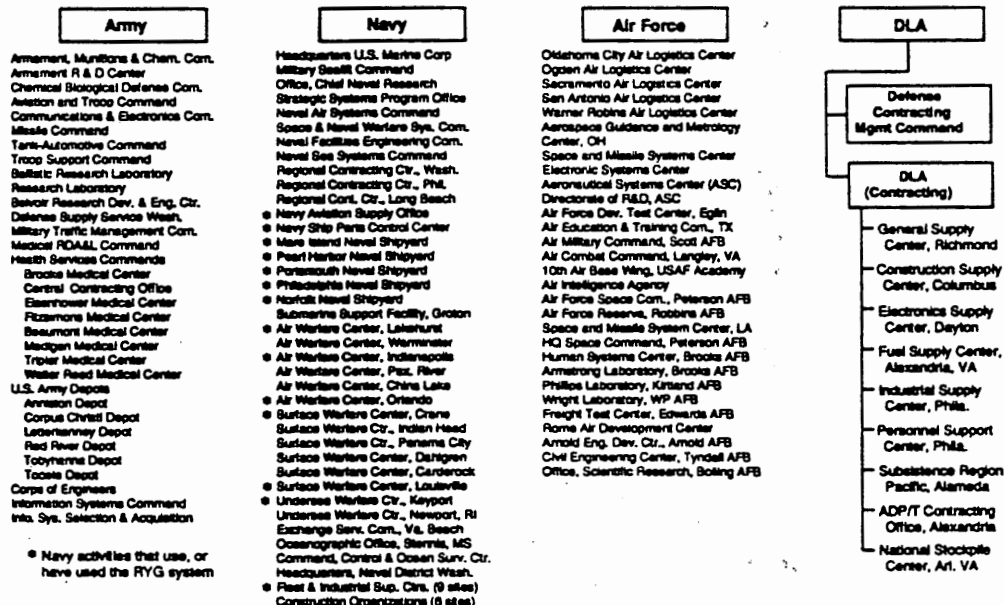 Army
Armament, Munitions & Chem. Com.
Armament R & D Center
Chemical Biological Defense Com.
Aviation and Troop Command
Communications & Electronics Com.
Missile Command
Tank-Automotive Command
Troop Support Command
Ballistic Research Laboratory
Research Laboratory
Belvoir Research Dev. & Eng. Ctr.
Defense Supply Service Wash.
Military Traffic Management Com.
Medical RDA&L Command
Health Services Commands
Brooke Medical Center
Central Contracting Office
Eisenhower Medical Center
Fitzsmons Medical Center
Beaumont Medical Center
Madigan Medical Center
Tripler Medical Center
Walter Reed Medical Center
U.S. Army Depots
Anniston Depot
Corpus Christi Depot
Letterkenney Depot
Red River Depot
Tobyhanna Depot
Tooele Depot
Corps of Engineers
Information Systems Command
Info. Sys. Selection & Acquisition
* Navy activities that use, or
have used the RYG system
Navy
Headquarters U.S. Marine Corp
Military Sealift Command
Office, Chief Naval Research
Strategic Systems Program Office
Naval Air Systems Command
Space & Naval Warfare Sys. Com.
Naval Facilities Engineering Com.
Naval Sea Systems Command
Regional Contracting Ctr., Wash.
Regional Contracting Ctr., Phil.
Regional Cont. Ctr., Long Beach
* Navy Aviation Supply Office
* Navy Ship Parts Control Center
* Mare Island Naval Shipyard
* Pearl Harbor Naval Shipyard
* Portsmouth Naval Shipyard
* Philadelphia Naval Shipyard
* Norfolk Naval Shipyard
Submarine Support Facility, Groton
* Air Warfare Center, Lakehurst
Air Warfare Center, Warminster
* Air Warfare Center, Indianapolis
Air Warfare Center, Pax. River
Air Warfare Center, China Lake
* Air Warfare Center, Orlando
* Surface Warfare Center, Crane
Surface Warfare Ctr., Indian Head
Surface Warfare Ctr., Panama City
Surface Warfare Center, Dahlgren
Surface Warfare Center, Carderock
* Surface Warfare Center, Louisville
* Undersea Warfare Ctr., Keyport
Undersea Warfare Ctr., Newport, RI
Exchange Serv. Com., Va. Beach
Oceanographic Office, Stennis, MS
Command, Control & Ocean Surv. Ctr.
Headquarters, Naval District Wash.
* Fleet & Industrial Sup. Ctrs. (9 sites)
Construction Organizations (6 sites)
Air Force
Oklahoma City Air Logistics Center
Ogden Air Logistics Center
Sacramento Air Logistics Center
San Antonio Air Logistics Center
Warner Robins Air Logistics Center
Aerospace Guidance and Metrology
Center, OH
Space and Missile Systems Center
Electronic Systems Center
Aeronautical Systems Center (ASC)
Directorate of R&D, ASC
Air Force Dev. Test Center, Eglin
Air Education & Training Com., TX
Air Military Command, Scott AFB
Air Combat Command, Langley, VA
10th Air Base Wing, USAF Academy
Air Intelligence Agency
Air Force Space Com., Peterson AFB
Air Force Reserve, Robbins AFB
Space and Missile System Center, LA
HQ Space Command, Peterson AFB
Human Systems Center, Brooks AFB
Armstrong Laboratory, Brooks AFB
Phillips Laboratory, Kirtland AFB
Wright Laboratory, WP AFB
Freight Test Center, Edwards AFB
Rome Air Development Center
Arnold Eng. Dev. Ctr., Arnold AFB
Civil Engineering Center, Tyndall AFB
Office, Scientific Research, Bolling AFB
DLA
Defense
Contracting
Mgmt Command
DLA
(Contracting)
General Supply
Center, Richmond
Construction Supply
Center, Columbus
Electronics Supply
Center, Dayton
Fuel Supply Center,
Alexandria, VA
Industrial Supply
Center, Phila.
Personnel Support
Center, Phila.
Subsistence Region
Pacific, Alameda
ADP/T Contracting
Office, Alexandria
National Stockpile
Center, Arl. VA